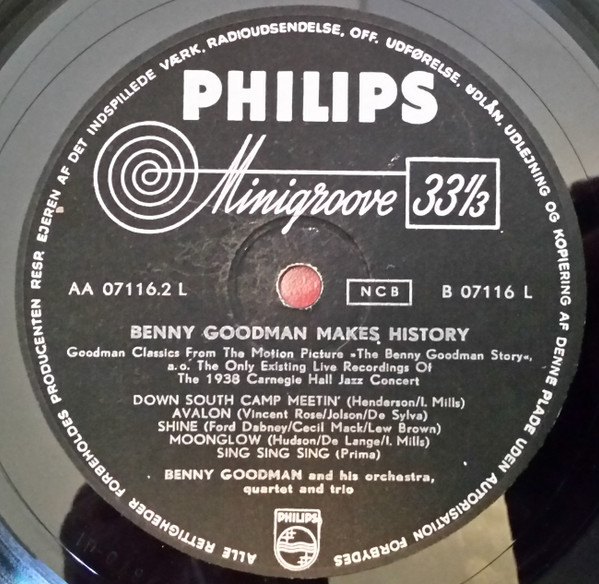 ALLE RETTIGHEDER FORBEHOLDES PRODUCENTEN RESR EJEREN AF DET INDSPILLEDE VÆRK, RADIOUDSENDELSE, OFF. UDFØRELSE, UDLÅN, UDLEJNING OG KOPIERING AF DENNE PLADE UDEN AUTORISATION FORBYDES
PHILIPS
Minigroove 33 1/3
AA 07116.2 L NCB B 07116 L
BENNY GOODMAN MAKES HISTORY
Goodman Classics From The Motion Picture »The Benny Goodman Story«,
a.o. The Only Existing Live Recordings Of
The 1938 Carnegie Hall Jazz Concert
DOWN SOUTH CAMP MEETIN' (Henderson/I. Mills)
AVALON (Vincent Rose/Jolson/De Sylva)
SHINE (Ford Dabney/Cecil Mack/Lew Brown)
MOONGLOW (Hudson/De Lange/I. Mills)
SING SING SING (Prima)
BENNY GOODMAN and his orchestra,
quartet and trio
PHILIPS